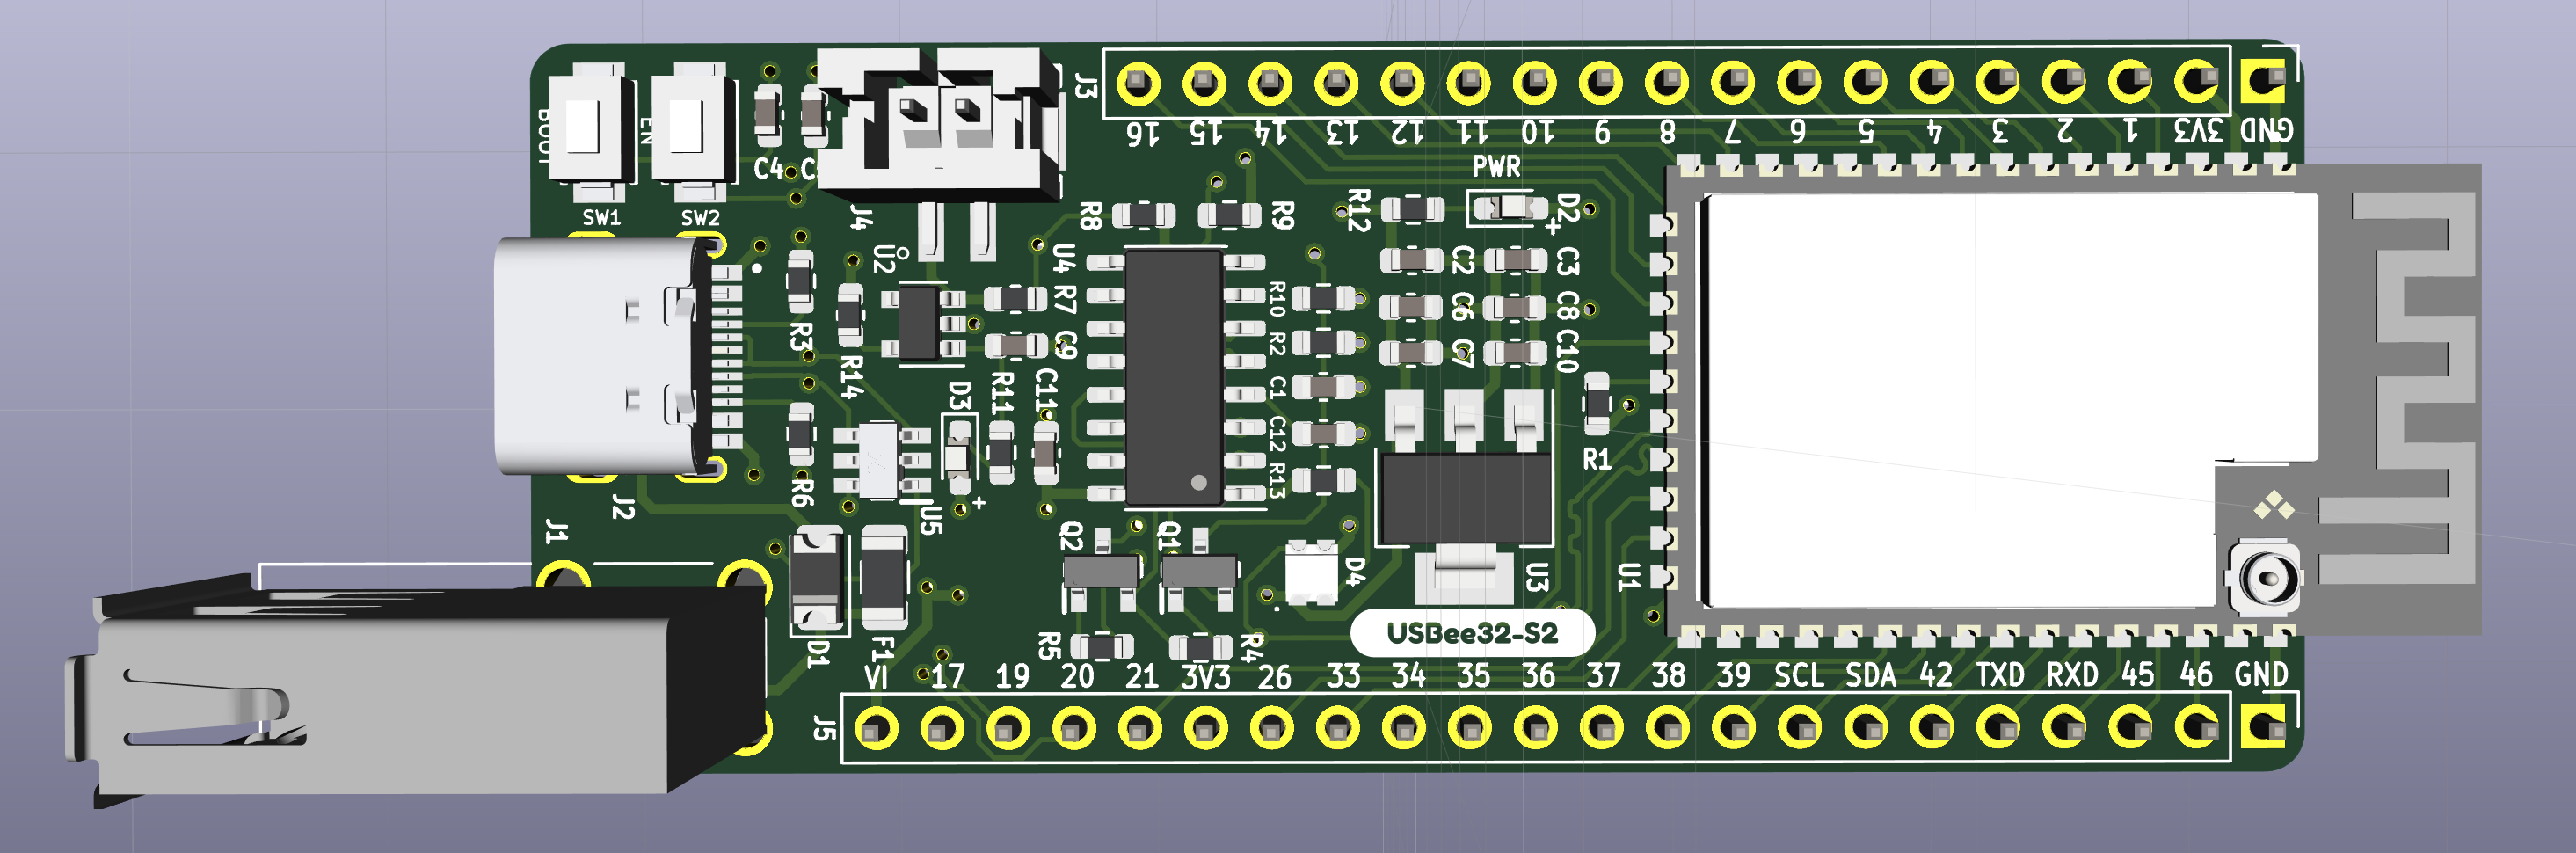 J3
16 15 14 13 12 11 10 9 8 7 6 5 4 3 2 1 3V3 GND
BOOT
EN
C4
SW1 SW2
J4
PWR
R8 R9 R12 D2 +
U2
U4
C2 C3
R7 R10
C6 C8
R3 R2
C9 C7 C10
R14
D3 R11 C11 C1
C12
R1
R6 R13
+
J2
U5
J1
Q2 Q1
D4 U3 U1
USBee32-S2
D1 F1 R5 R4
VI 17 19 20 21 3V3 26 33 34 35 36 37 38 39 SCL SDA 42 TXD RXD 45 46 GND
J5